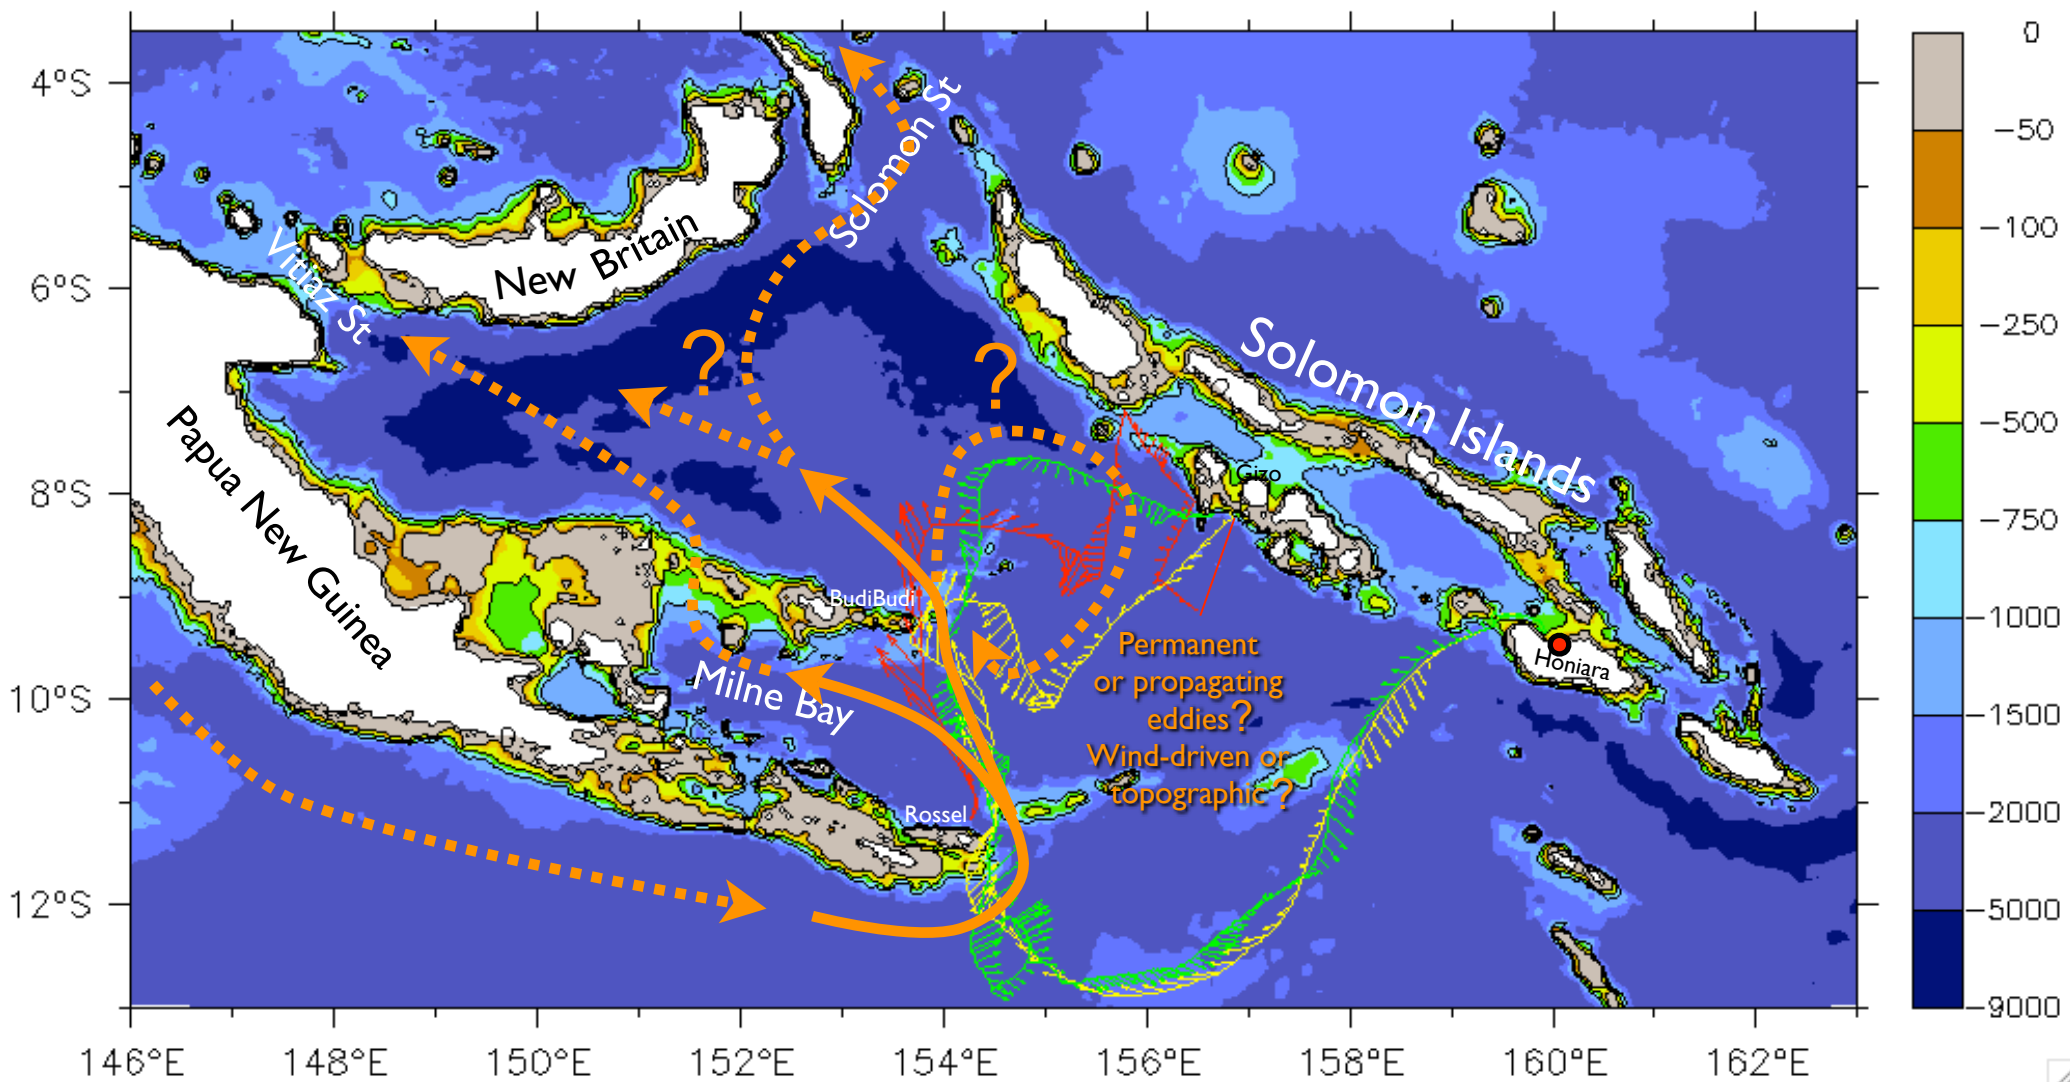 4°S
6°S
8°S
10°S
12°S
146°E
148°E
150°E
152°E
154°E
156°E
158°E
160°E
162°E
Solomon St
Vitiaz St
New Britain
Solomon Islands
Papua New Guinea
?
?
Gizo
BudiBudi
Milne Bay
Honiara
Rossel
Permanent
or propagating
eddies?
Wind-driven or
topographic?
0
-50
-100
-250
-500
-750
-1000
-1500
-2000
-5000
-9000